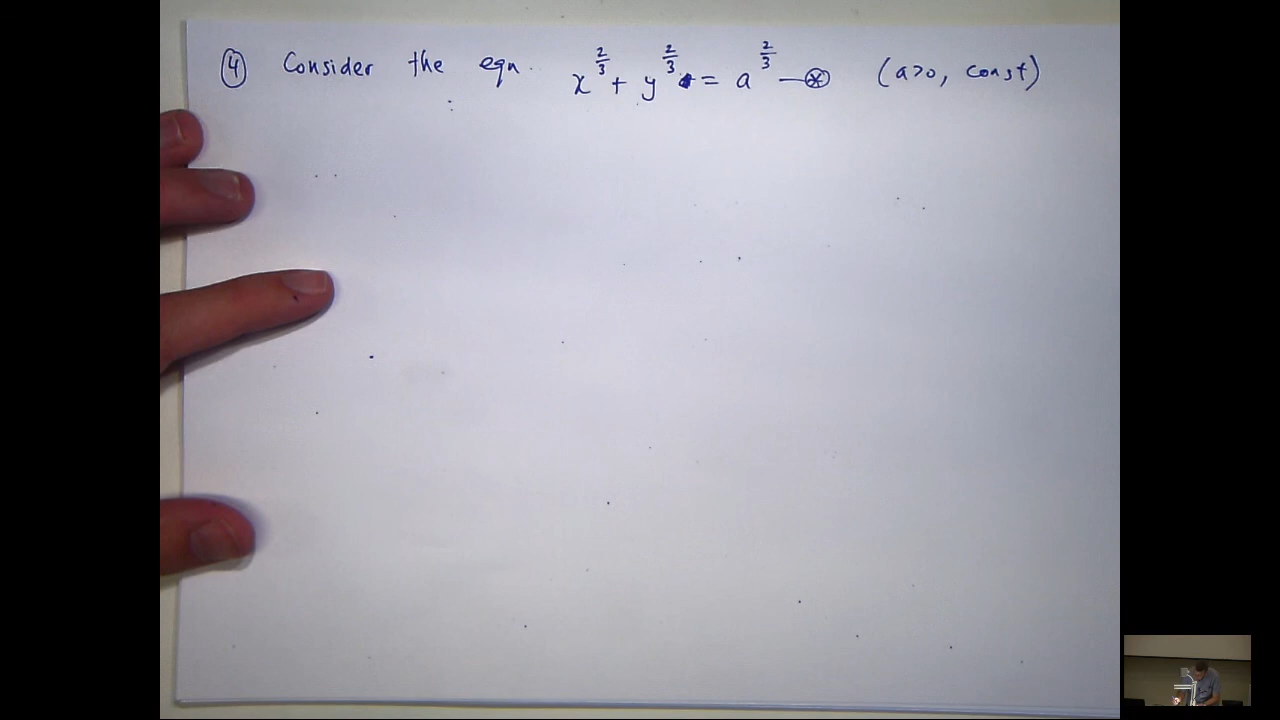 ④ Consider the eqn. x^{2/3} + y^{2/3} = a^{2/3} —⊛ (a>0, const)